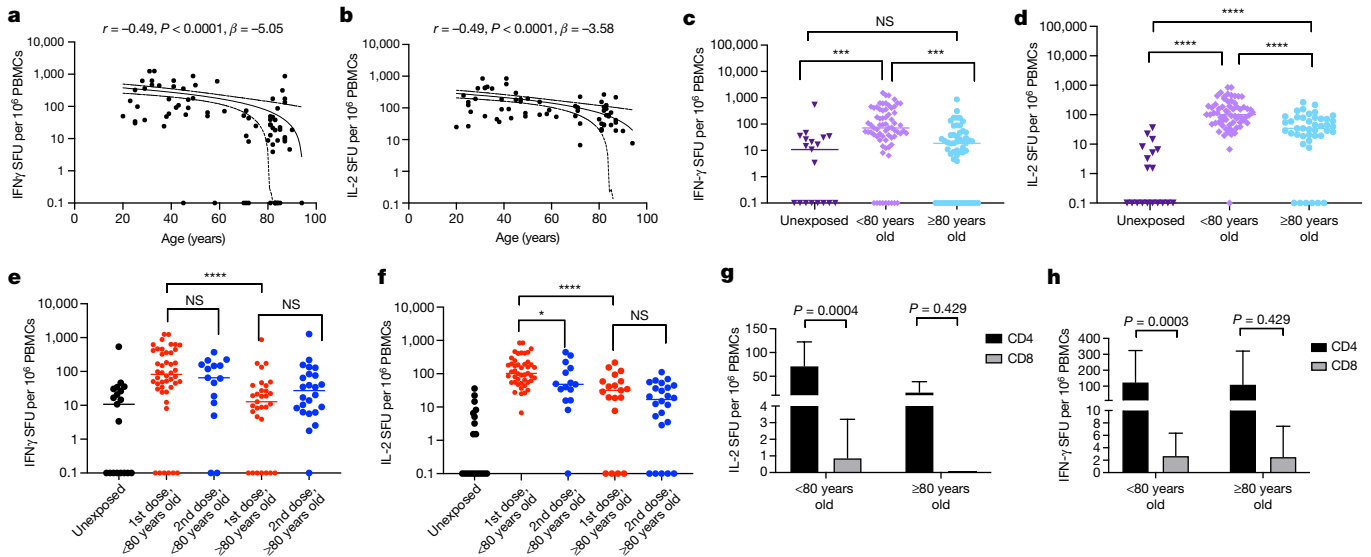 a
r = –0.49, P < 0.0001, β = –5.05
IFNγ SFU per 10⁶ PBMCs
10,000
1,000
100
10
1
0.1
0
20
40
60
80
100
Age (years)
b
r = –0.49, P < 0.0001, β = –3.58
IL-2 SFU per 10⁶ PBMCs
10,000
1,000
100
10
1
0.1
0
20
40
60
80
100
Age (years)
c
NS
***
***
IFN-γ SFU per 10⁶ PBMCs
100,000
10,000
1,000
100
10
1
0.1
Unexposed
<80 years
old
≥80 years
old
d
****
****
****
IL-2 SFU per 10⁶ PBMCs
100,000
10,000
1,000
100
10
1
0.1
Unexposed
<80 years
old
≥80 years
old
e
****
NS
NS
IFNγ SFU per 10⁶ PBMCs
10,000
1,000
100
10
1
0.1
Unexposed
1st dose,
<80 years old
2nd dose,
<80 years old
1st dose,
≥80 years old
2nd dose,
≥80 years old
f
****
*
NS
IL-2 SFU per 10⁶ PBMCs
10,000
1,000
100
10
1
0.1
Unexposed
1st dose,
<80 years old
2nd dose,
<80 years old
1st dose,
≥80 years old
2nd dose,
≥80 years old
g
P = 0.0004
P = 0.429
CD4
CD8
IL-2 SFU per 10⁶ PBMCs
150
100
50
4
3
2
1
0
<80 years
old
≥80 years
old
h
P = 0.0003
P = 0.429
CD4
CD8
IFN-γ SFU per 10⁶ PBMCs
400
300
200
100
10
8
6
4
2
0
<80 years
old
≥80 years
old